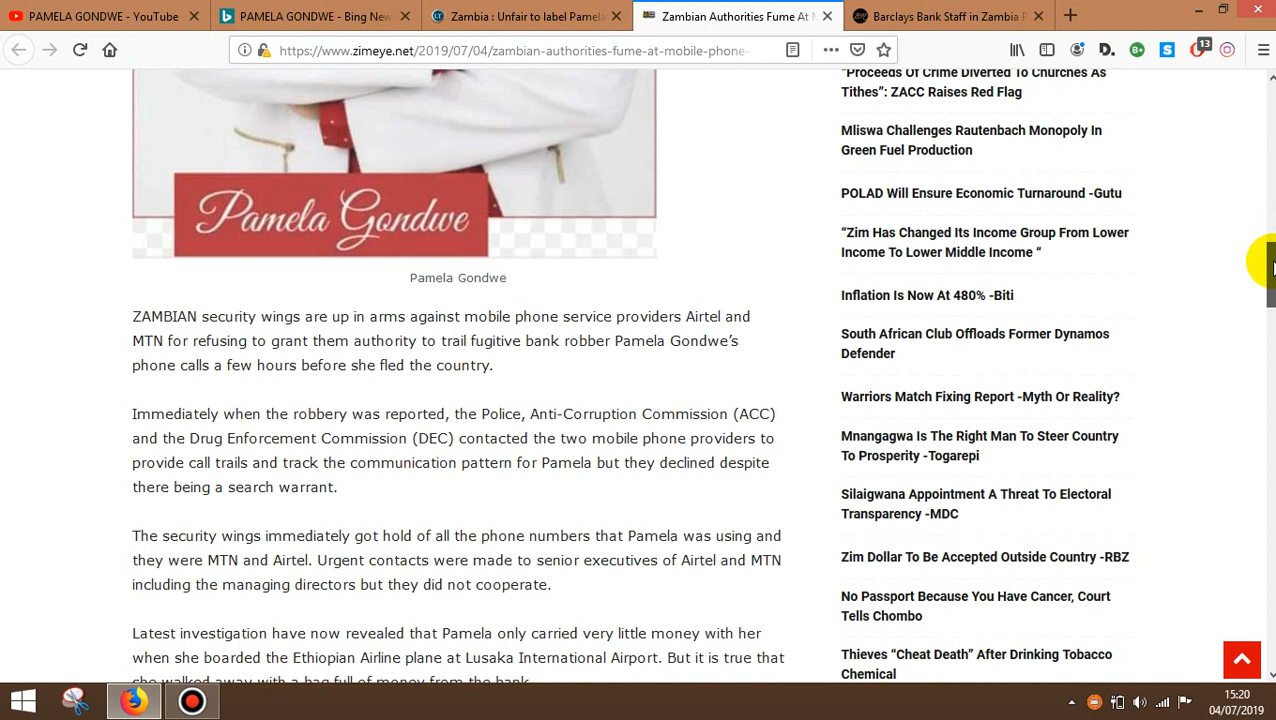 PAMELA GONDWE - YouTube
PAMELA GONDWE - Bing New
Zambia : Unfair to label Pamela
Zambian Authorities Fume At
Barclays Bank Staff in Zambia
https://www.zimeye.net/2019/07/04/zambian-authorities-fume-at-mobile-phone-
13
Pamela Gondwe
Pamela Gondwe
ZAMBIAN security wings are up in arms against mobile phone service providers Airtel and
MTN for refusing to grant them authority to trail fugitive bank robber Pamela Gondwe’s
phone calls a few hours before she fled the country.
Immediately when the robbery was reported, the Police, Anti-Corruption Commission (ACC)
and the Drug Enforcement Commission (DEC) contacted the two mobile phone providers to
provide call trails and track the communication pattern for Pamela but they declined despite
there being a search warrant.
The security wings immediately got hold of all the phone numbers that Pamela was using and
they were MTN and Airtel. Urgent contacts were made to senior executives of Airtel and MTN
including the managing directors but they did not cooperate.
Latest investigation have now revealed that Pamela only carried very little money with her
when she boarded the Ethiopian Airline plane at Lusaka International Airport. But it is true that
she walked away with a bag full of money from the bank
“Proceeds Of Crime Diverted To Churches As
Tithes”: ZACC Raises Red Flag
Mliswa Challenges Rautenbach Monopoly In
Green Fuel Production
POLAD Will Ensure Economic Turnaround -Gutu
“Zim Has Changed Its Income Group From Lower
Income To Lower Middle Income “
Inflation Is Now At 480% -Biti
South African Club Offloads Former Dynamos
Defender
Warriors Match Fixing Report -Myth Or Reality?
Mnangagwa Is The Right Man To Steer Country
To Prosperity -Togarepi
Silaigwana Appointment A Threat To Electoral
Transparency -MDC
Zim Dollar To Be Accepted Outside Country -RBZ
No Passport Because You Have Cancer, Court
Tells Chombo
Thieves “Cheat Death” After Drinking Tobacco
Chemical
15:20
04/07/2019